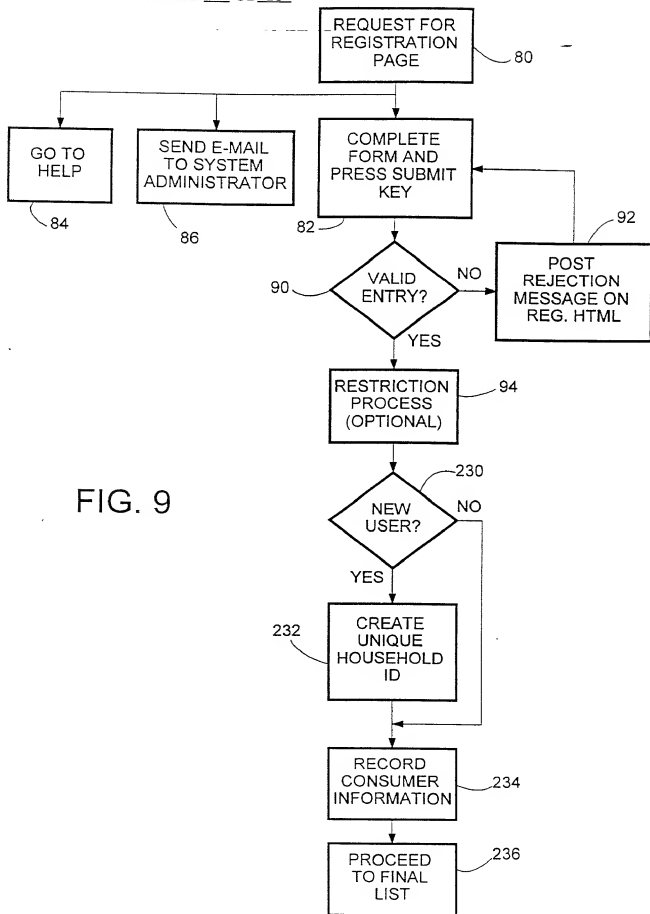 REQUEST FOR
REGISTRATION
PAGE
80
GO TO
HELP
84
SEND E-MAIL
TO SYSTEM
ADMINISTRATOR
86
COMPLETE
FORM AND
PRESS SUBMIT
KEY
82
92
POST
REJECTION
MESSAGE ON
REG. HTML
90
VALID
ENTRY?
NO
YES
RESTRICTION
PROCESS
(OPTIONAL)
94
230
NEW
USER?
NO
YES
FIG. 9
232
CREATE
UNIQUE
HOUSEHOLD
ID
RECORD
CONSUMER
INFORMATION
234
PROCEED
TO FINAL
LIST
236